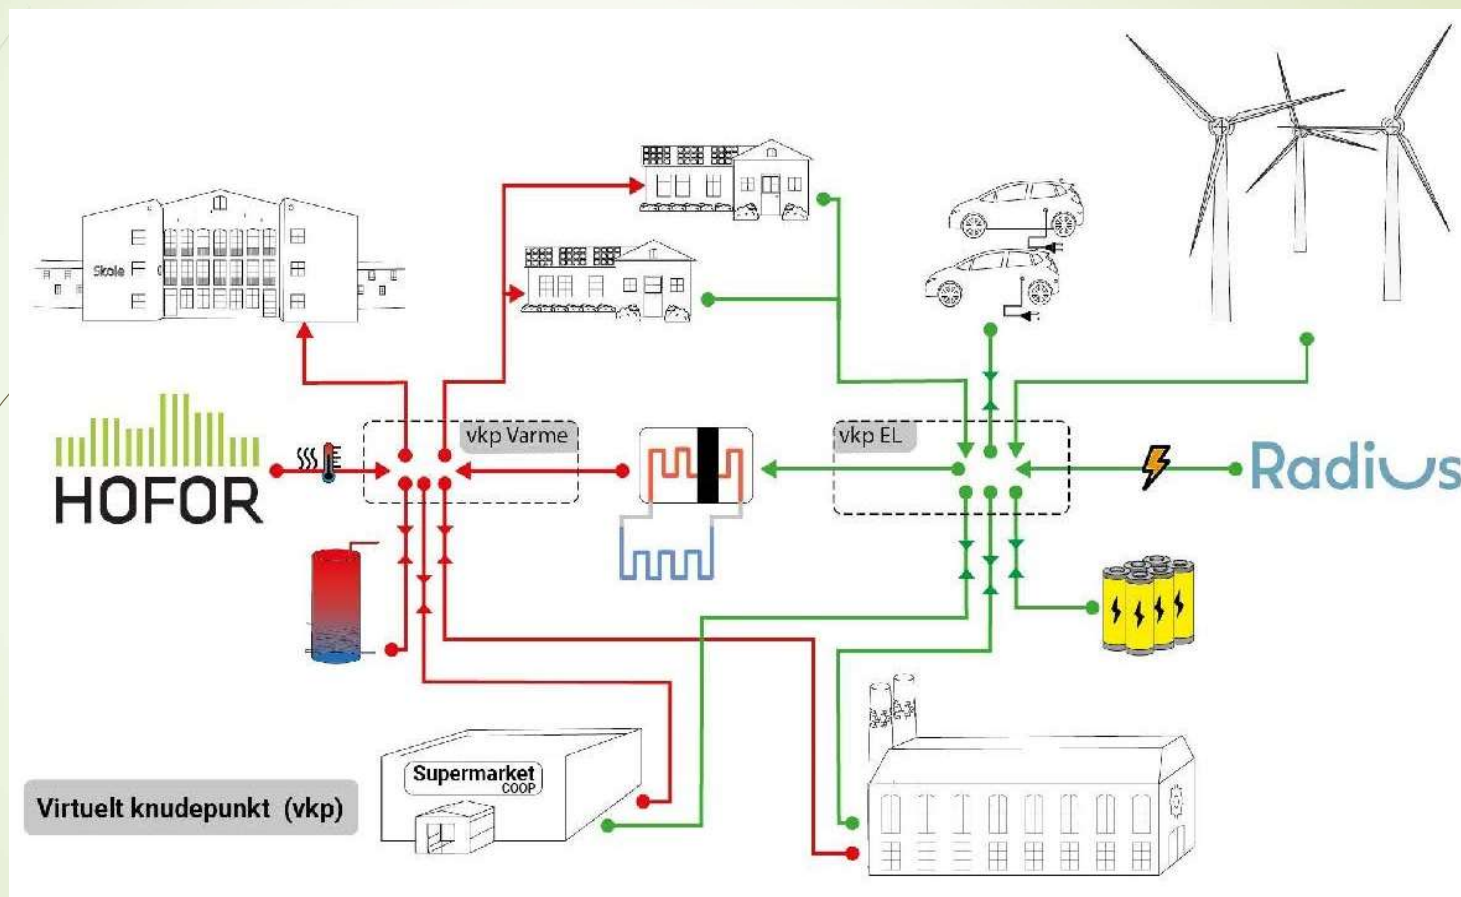 Skole
HOFOR
vkp Varme
vkp EL
Radius
Supermarket
COOP
Virtuelt knudepunkt (vkp)